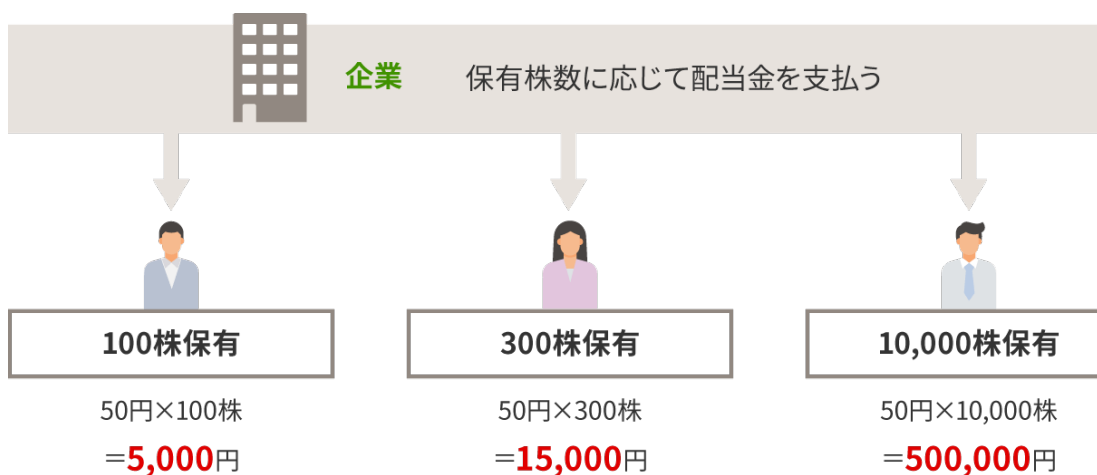 企業 保有株数に応じて配当金を支払う
100株保有
50円×100株
＝5,000円
300株保有
50円×300株
＝15,000円
10,000株保有
50円×10,000株
＝500,000円